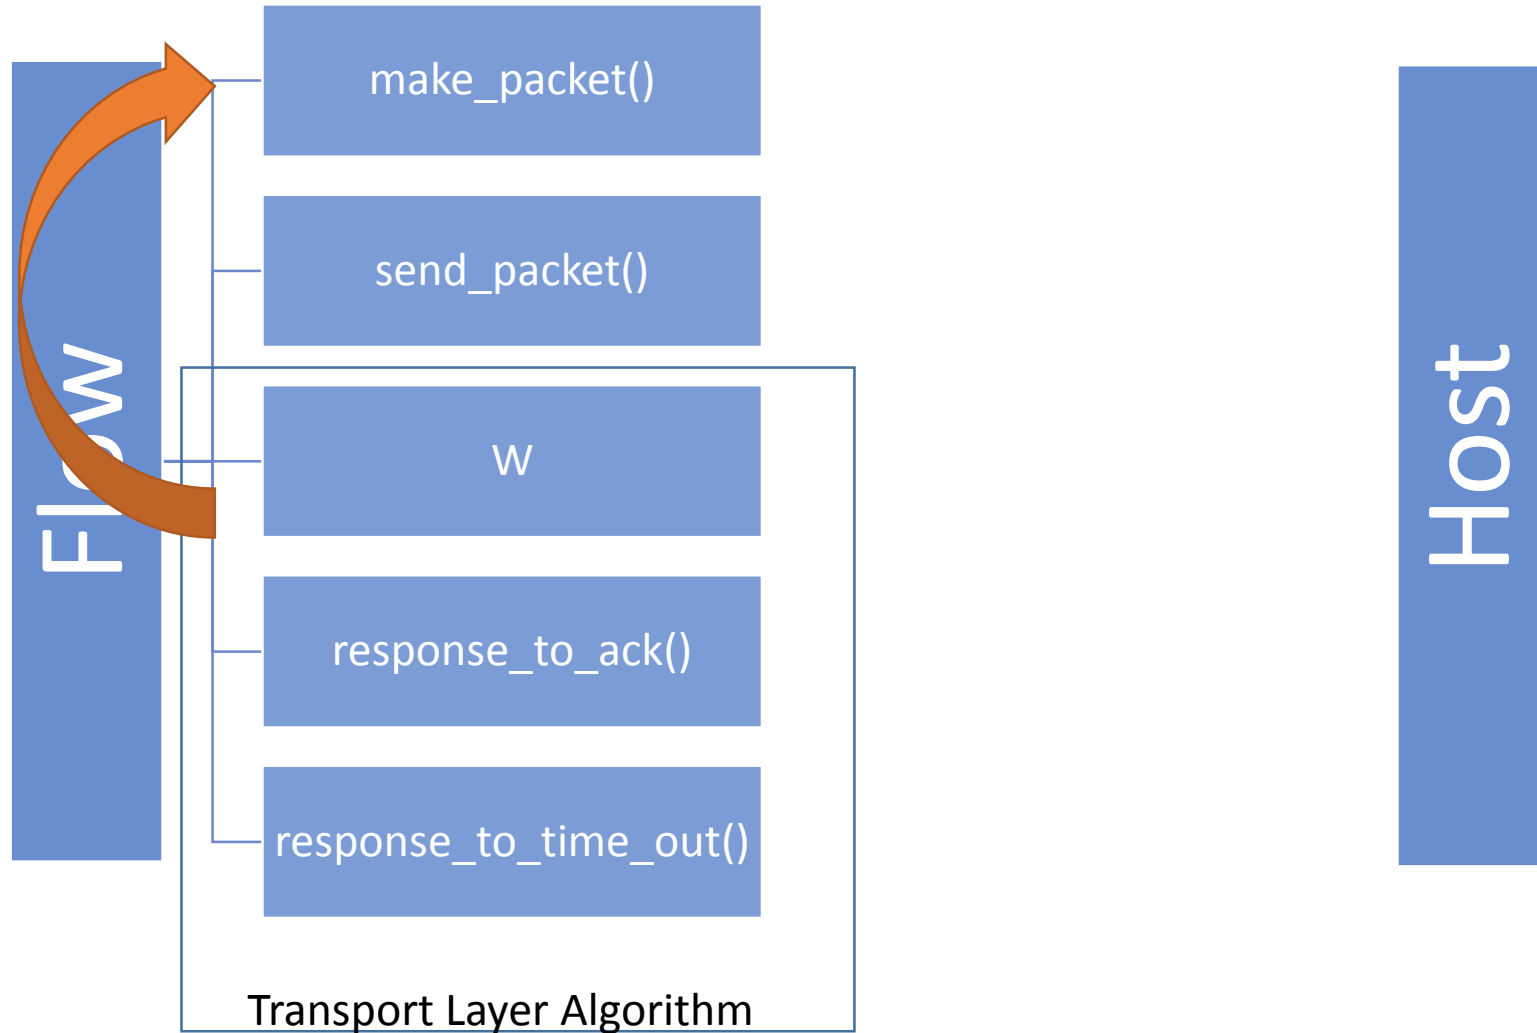 Flow
make_packet()
send_packet()
W
response_to_ack()
response_to_time_out()
Transport Layer Algorithm
Host